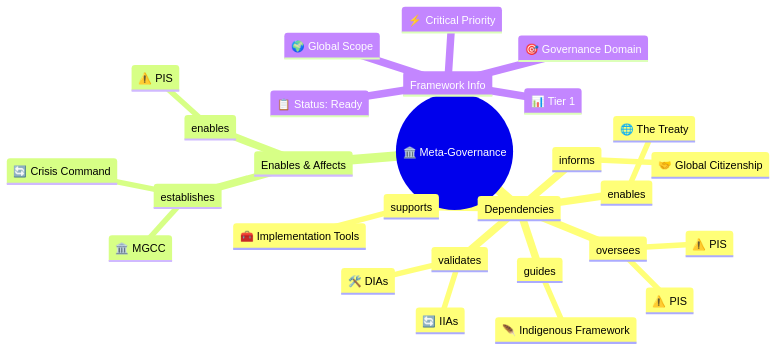 ⚡ Critical Priority
🌍 Global Scope
🎯 Governance Domain
Framework Info
📋 Status: Ready
📊 Tier 1
⚠️ PIS
enables
🏛️ Meta-Governance
Enables & Affects
🔄 Crisis Command
establishes
🏛️ MGCC
🌐 The Treaty
informs
🤝 Global Citizenship
enables
supports
Dependencies
🧰 Implementation Tools
oversees
⚠️ PIS
⚠️ PIS
validates
guides
🛠️ DIAs
🔄 IIAs
🪶 Indigenous Framework